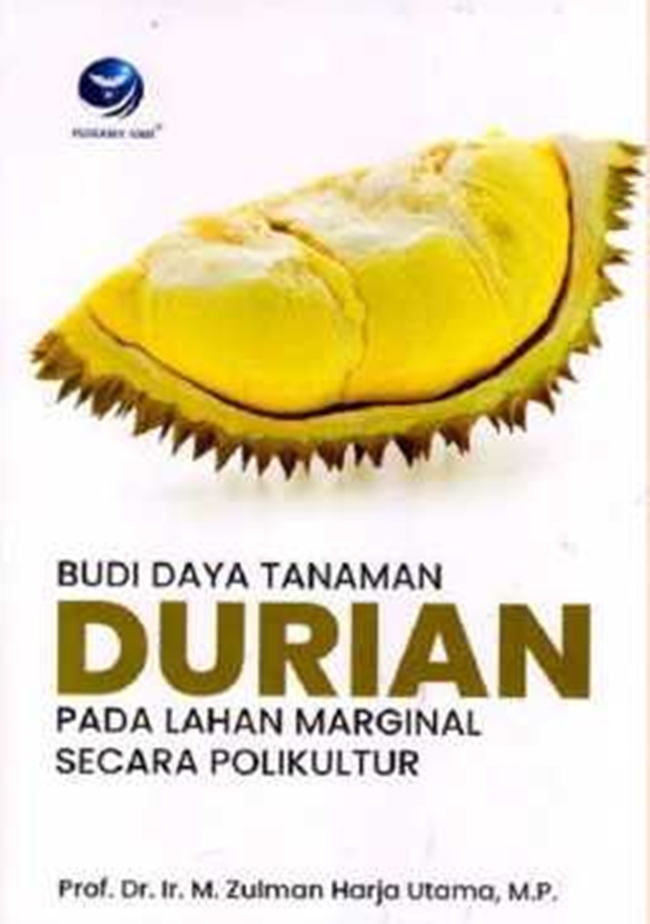 BUDI DAYA TANAMAN
DURIAN
PADA LAHAN MARGINAL
SECARA POLIKULTUR
Prof. Dr. Ir. M. Zulman Harja Utama, M.P.